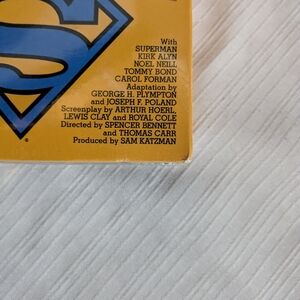 With
SUPERMAN
KIRK ALYN
NOEL NEILL
TOMMY BOND
CAROL FORMAN
Adaptation by
GEORGE H. PLYMPTON
and JOSEPH F. POLAND
Screenplay by ARTHUR HOERL,
LEWIS CLAY and ROYAL COLE
Directed by SPENCER BENNETT
and THOMAS CARR
Produced by SAM KATZMAN
S
®